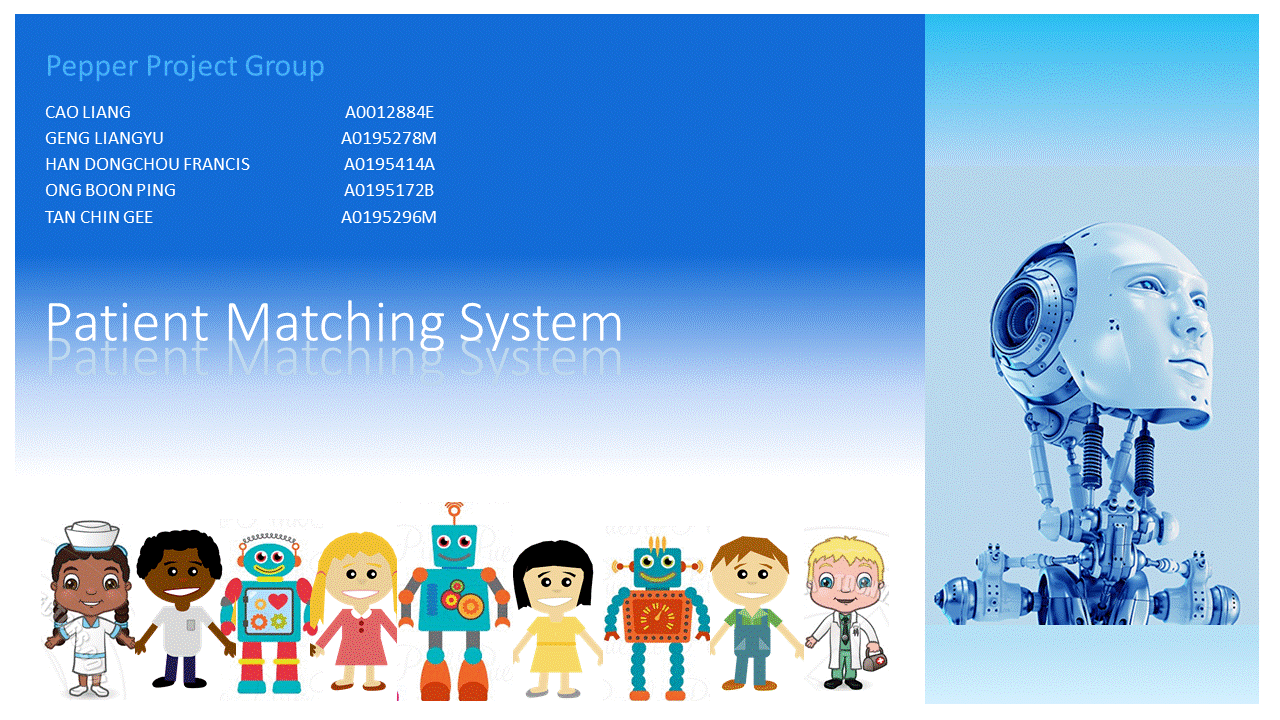 Pepper Project Group
CAO LIANG A0012884E
GENG LIANGYU A0195278M
HAN DONGCHOU FRANCIS A0195414A
ONG BOON PING A0195172B
TAN CHIN GEE A0195296M
Patient Matching System